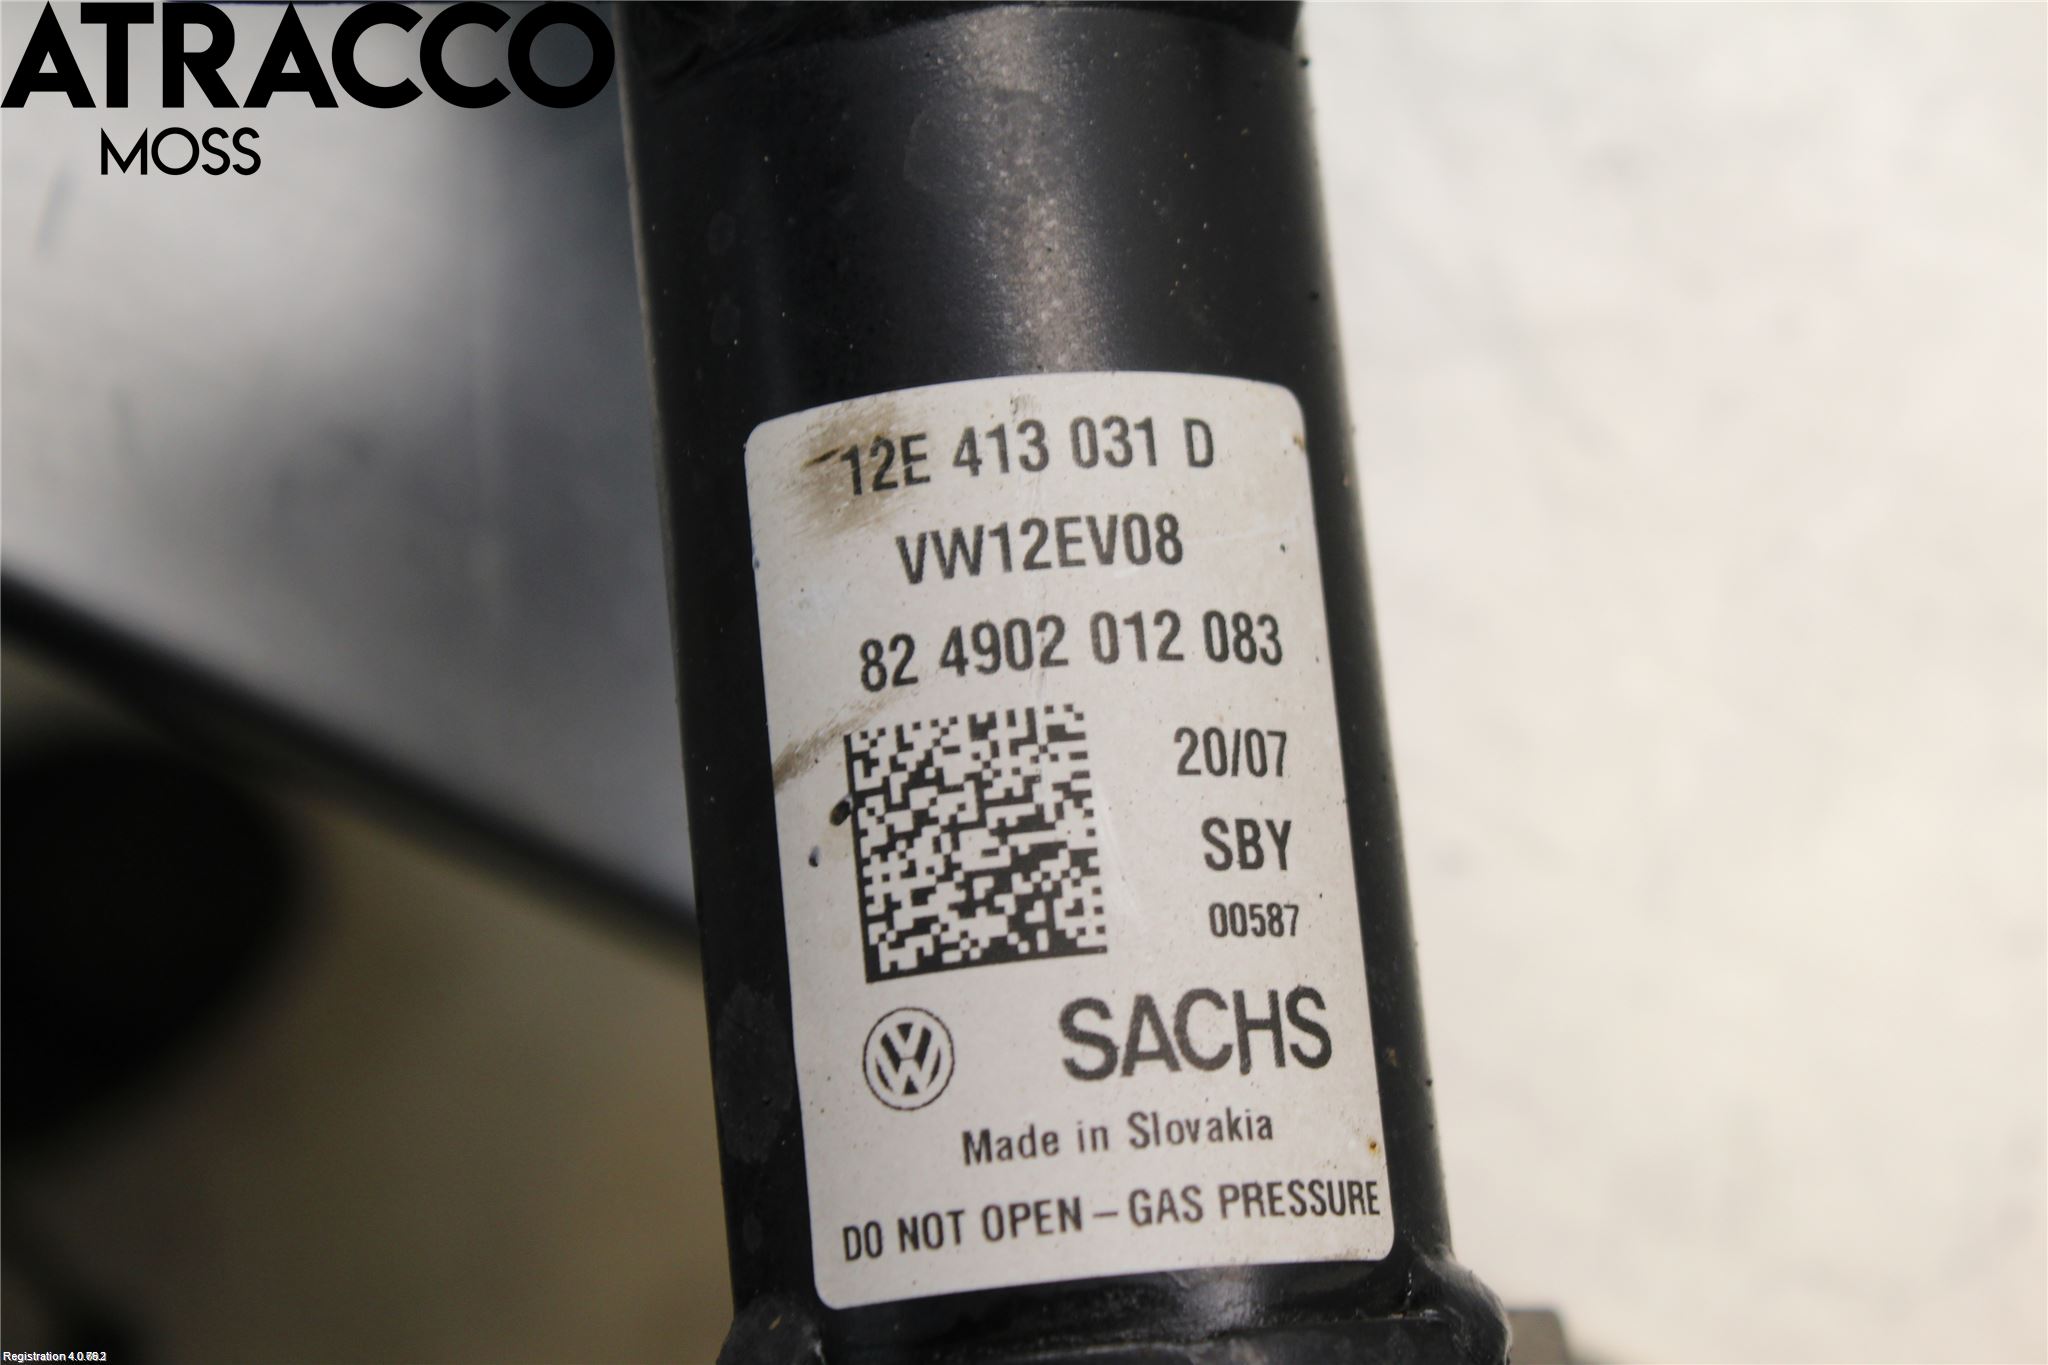 ATRACCO
MOSS
12E 413 031 D
VW12EV08
82 4902 012 083
20/07
SBY
00587
SACHS
Made in Slovakia
DO NOT OPEN – GAS PRESSURE
Registration